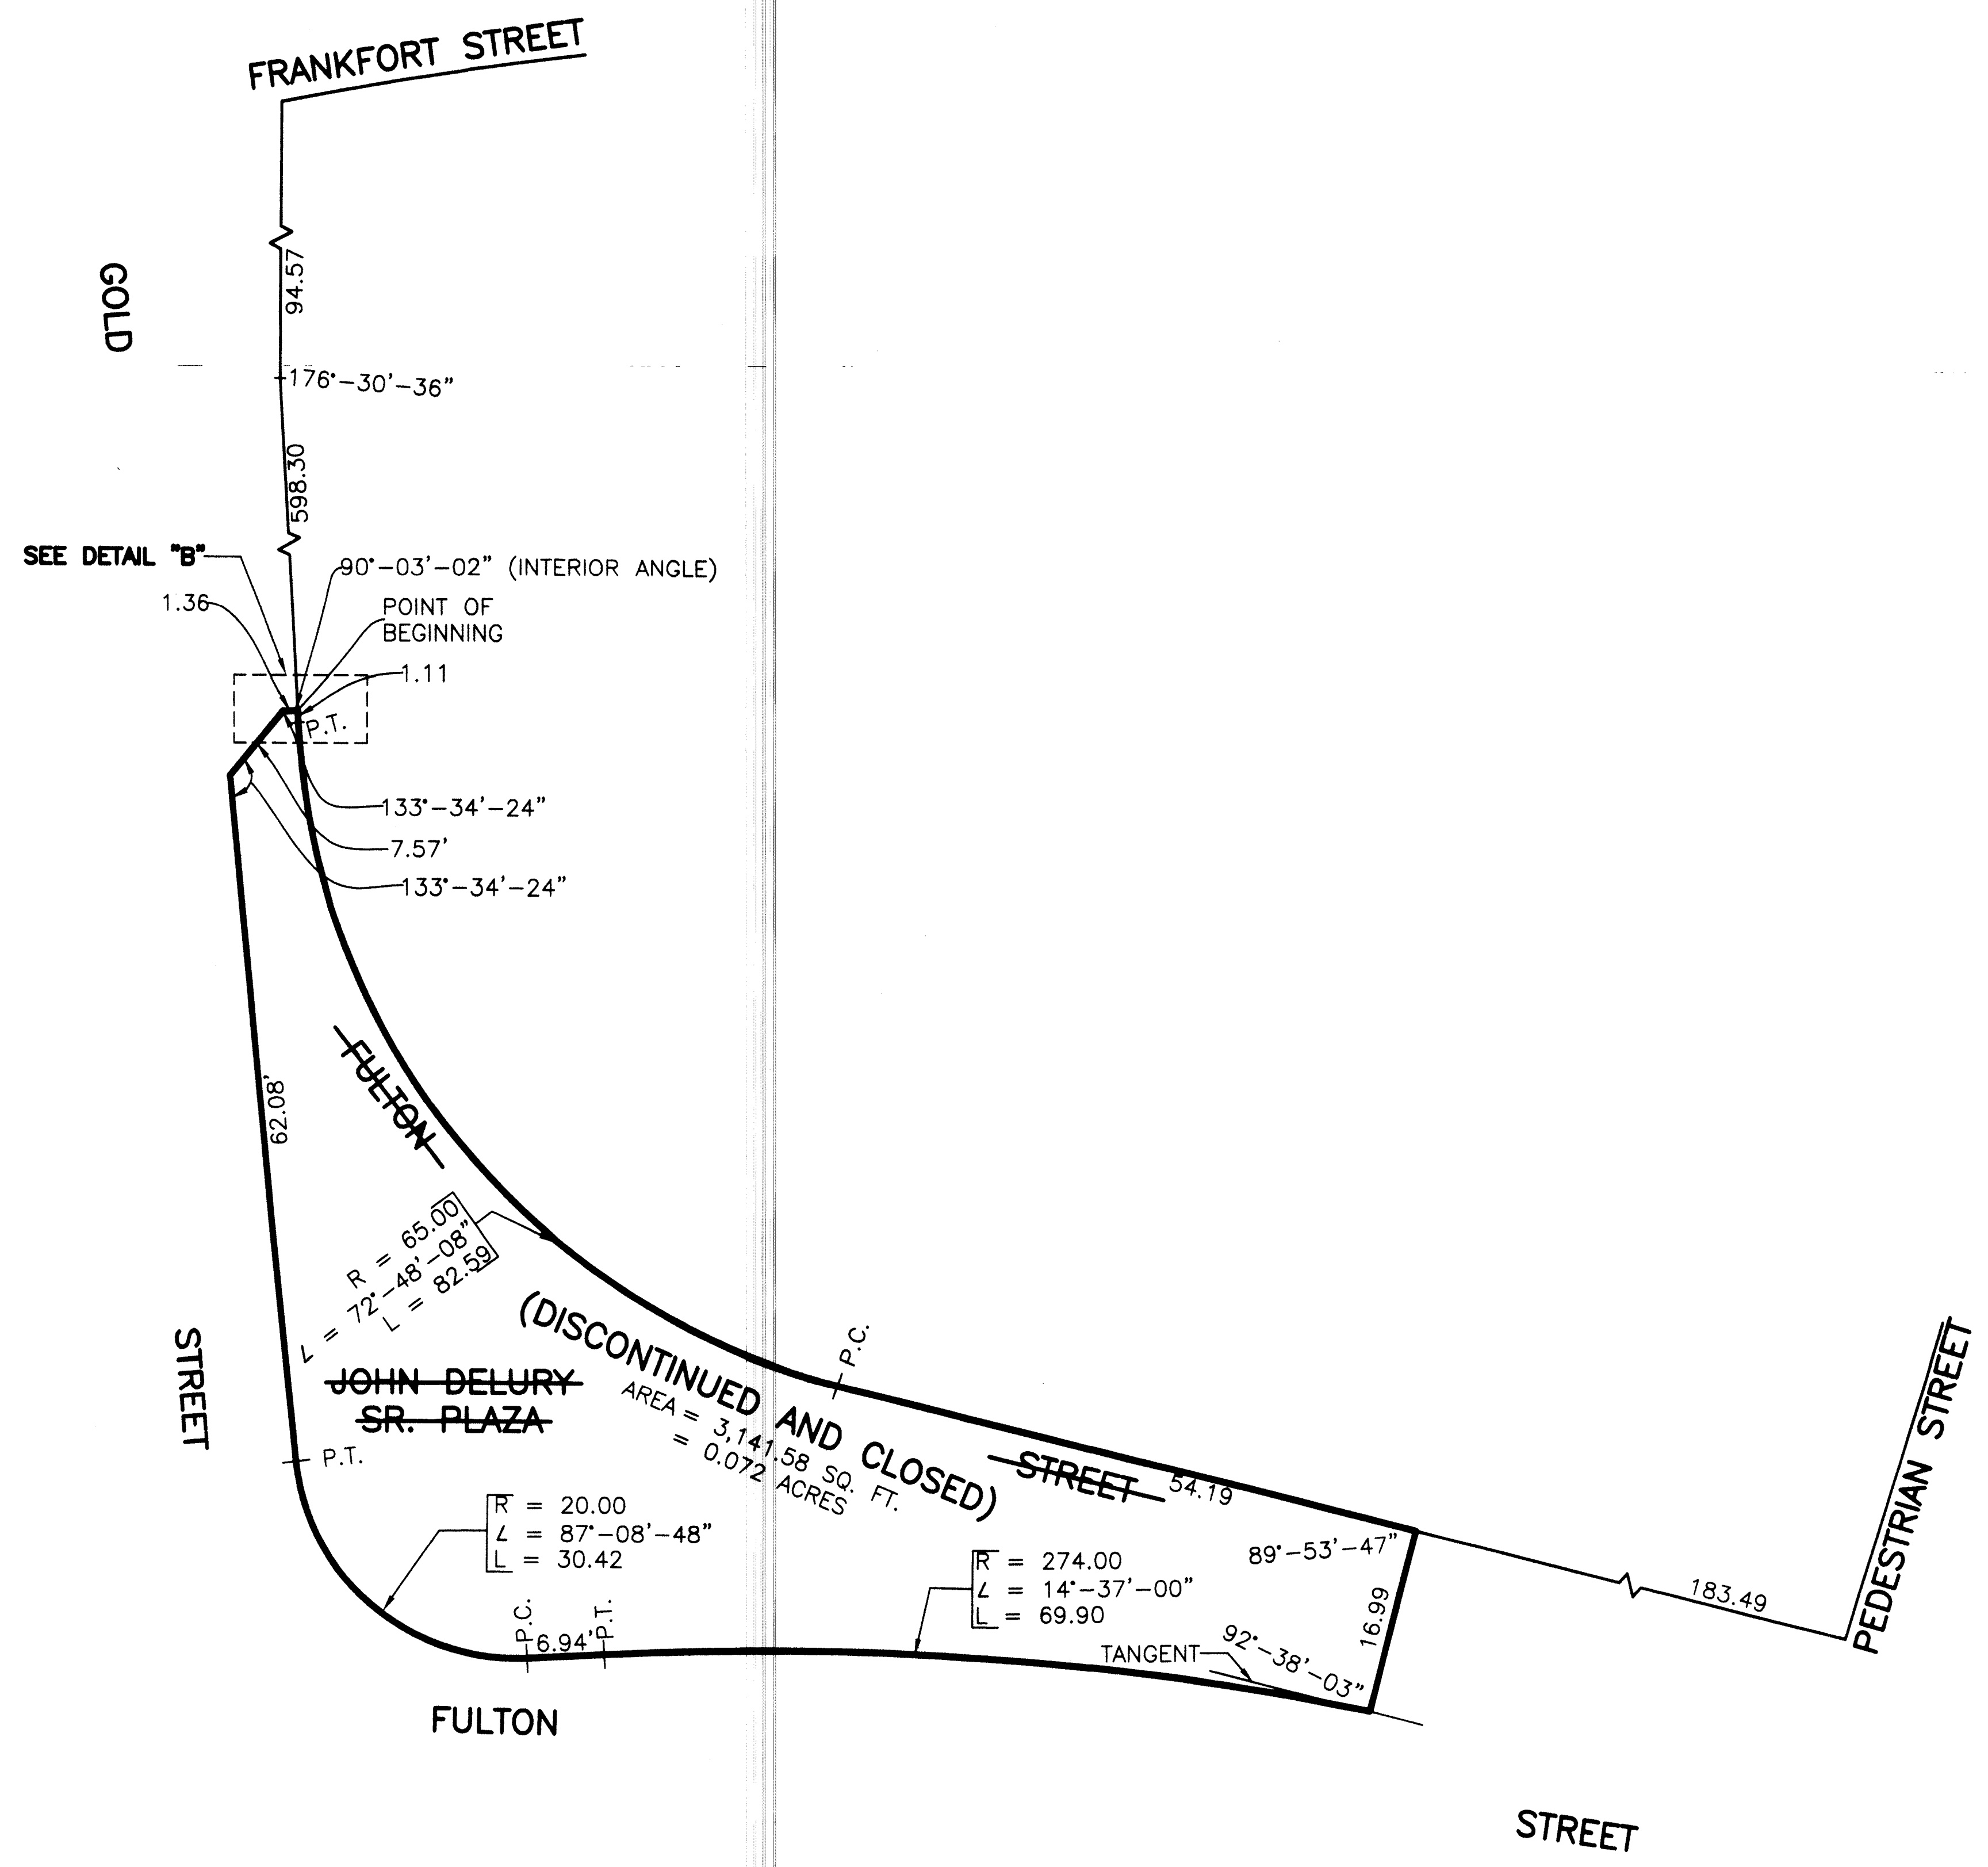 FRANKFORT STREET
GOLD
94.57
176°-30'-36"
598.30
SEE DETAIL "B"
90°-03'-02" (INTERIOR ANGLE)
1.36
POINT OF
BEGINNING
1.11
P.T.
133°-34'-24"
7.57'
133°-34'-24"
FULTON
62.08'
R = 65.00
∠ = 72°-48'-08"
L = 82.59
(DISCONTINUED AND CLOSED)
AREA = 3,141.58 SQ. FT.
= 0.072 ACRES
P.C.
STREET
JOHN DELURY
SR. PLAZA
STREET
54.19
P.T.
R = 20.00
∠ = 87°-08'-48"
L = 30.42
R = 274.00
∠ = 14°-37'-00"
L = 69.90
89°-53'-47"
16.99
183.49
PEDESTRIAN STREET
P.C.
6.94'
P.T.
TANGENT
92°-38'-03"
FULTON
STREET